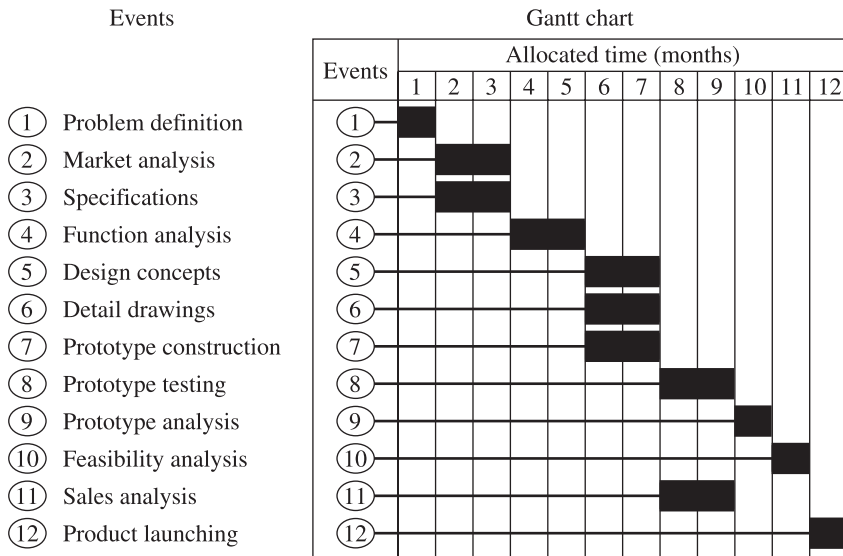 Events Gantt chart
Events Allocated time (months)
1 2 3 4 5 6 7 8 9 10 11 12
1 Problem definition 1
2 Market analysis 2
3 Specifications 3
4 Function analysis 4
5 Design concepts 5
6 Detail drawings 6
7 Prototype construction 7
8 Prototype testing 8
9 Prototype analysis 9
10 Feasibility analysis 10
11 Sales analysis 11
12 Product launching 12